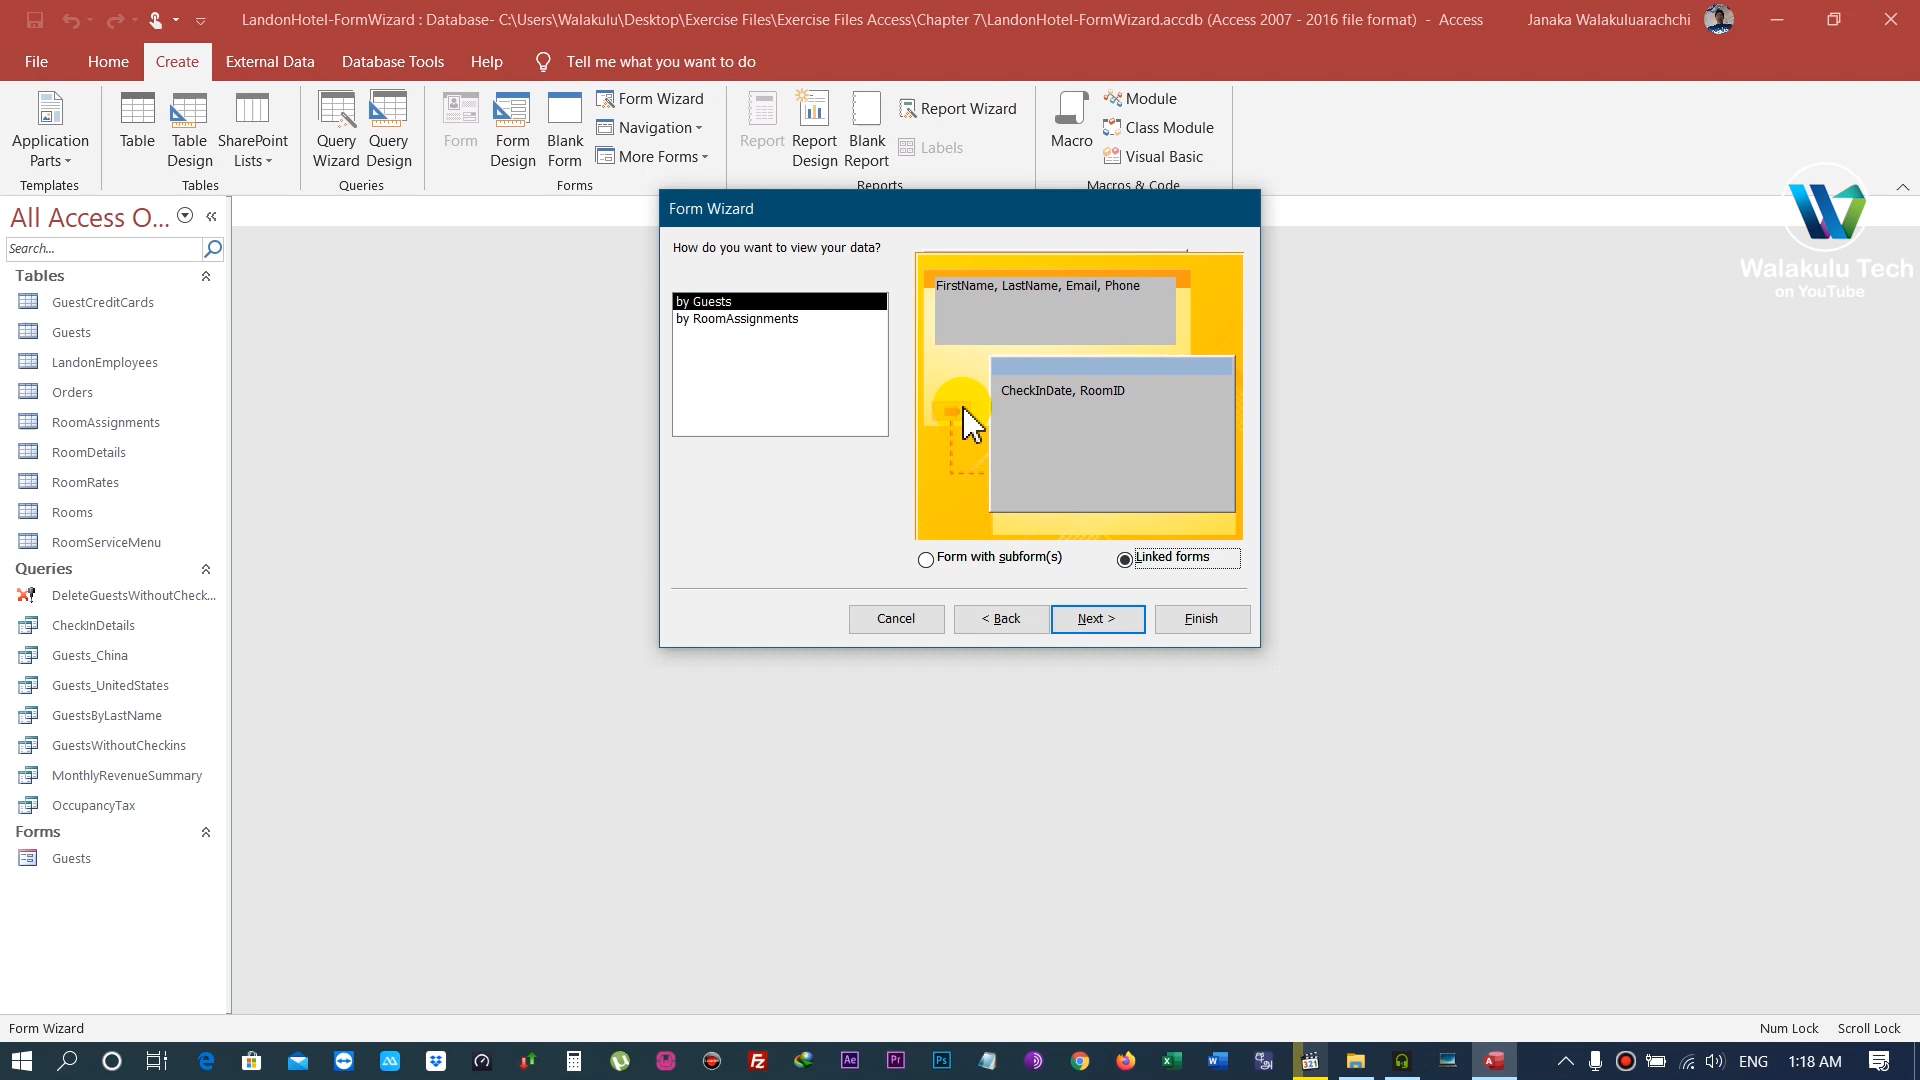 LandonHotel-FormWizard : Database- C:\Users\Walakulu\Desktop\Exercise Files\Exercise Files Access\Chapter 7\LandonHotel-FormWizard.accdb (Access 2007 - 2016 file format) - Access
Janaka Walakuluarachchi
File Home Create External Data Database Tools Help Tell me what you want to do
Application Parts
Table
Table Design
SharePoint Lists
Query Wizard
Query Design
Form
Form Design
Blank Form
Form Wizard
Navigation
More Forms
Report
Report Design
Blank Report
Report Wizard
Labels
Macro
Module
Class Module
Visual Basic
Templates Tables Queries Forms Reports Macros & Code
All Access O...
Search...
Tables
GuestCreditCards
Guests
LandonEmployees
Orders
RoomAssignments
RoomDetails
RoomRates
Rooms
RoomServiceMenu
Queries
DeleteGuestsWithoutCheck...
CheckInDetails
Guests_China
Guests_UnitedStates
GuestsByLastName
GuestsWithoutCheckins
MonthlyRevenueSummary
OccupancyTax
Forms
Guests
Form Wizard
How do you want to view your data?
by Guests
by RoomAssignments
FirstName, LastName, Email, Phone
CheckInDate, RoomID
Form with subform(s) Linked forms
Cancel < Back Next > Finish
Walakulu Tech
on YouTube
Form Wizard
Num Lock Scroll Lock
Ae Pr Ps
321
ENG 1:18 AM